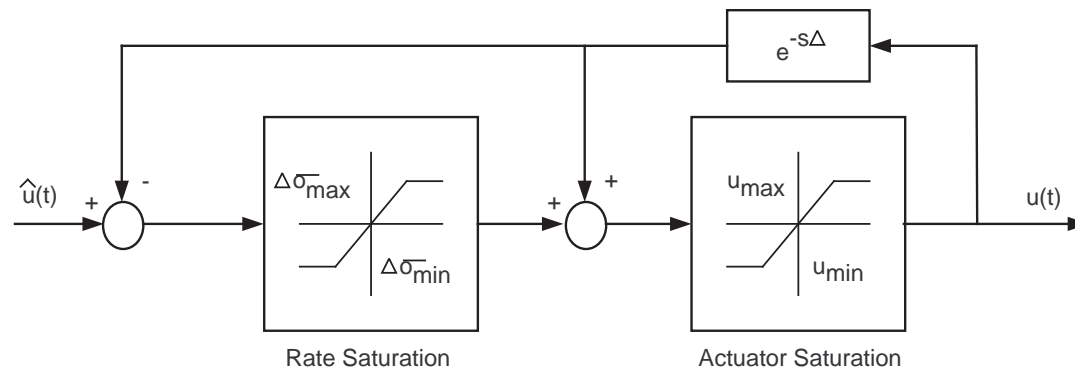 e^-sΔ
û(t)
+
-
Δσ̅max
Δσ̅min
+
+
umax
umin
u(t)
Rate Saturation
Actuator Saturation